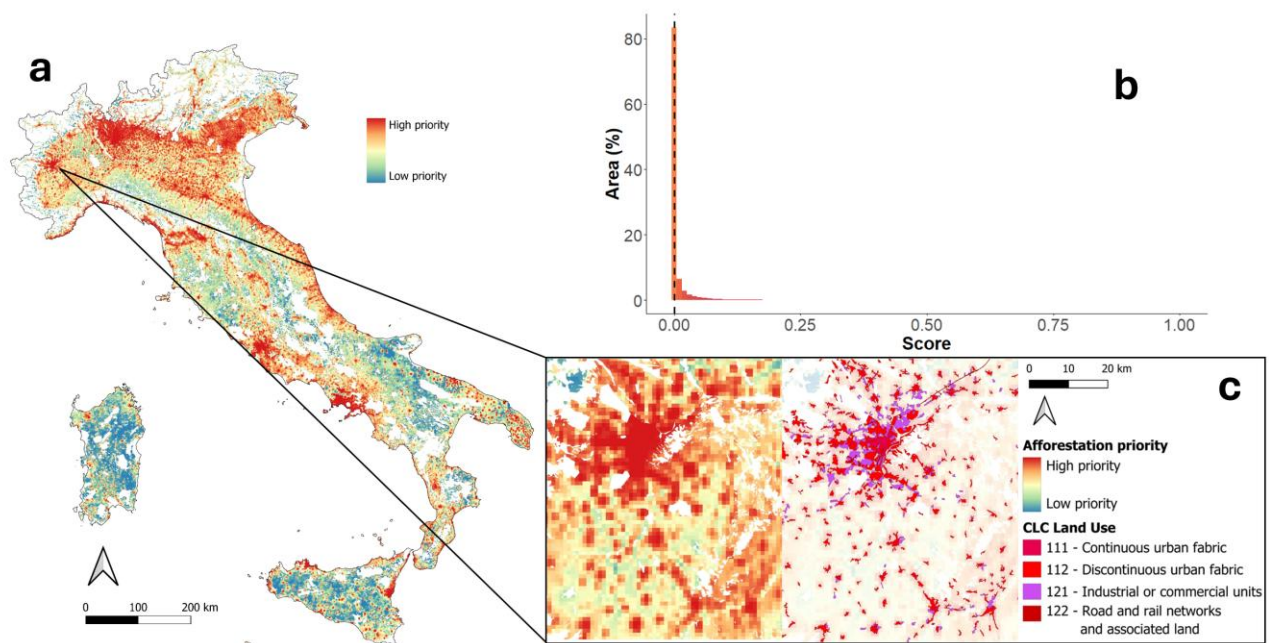 a
High priority
Low priority
0 100 200 km
b
Area (%)
80
60
40
20
0
0.00 0.25 0.50 0.75 1.00
Score
c
0 10 20 km
Afforestation priority
High priority
Low priority
CLC Land Use
111 - Continuous urban fabric
112 - Discontinuous urban fabric
121 - Industrial or commercial units
122 - Road and rail networks
and associated land